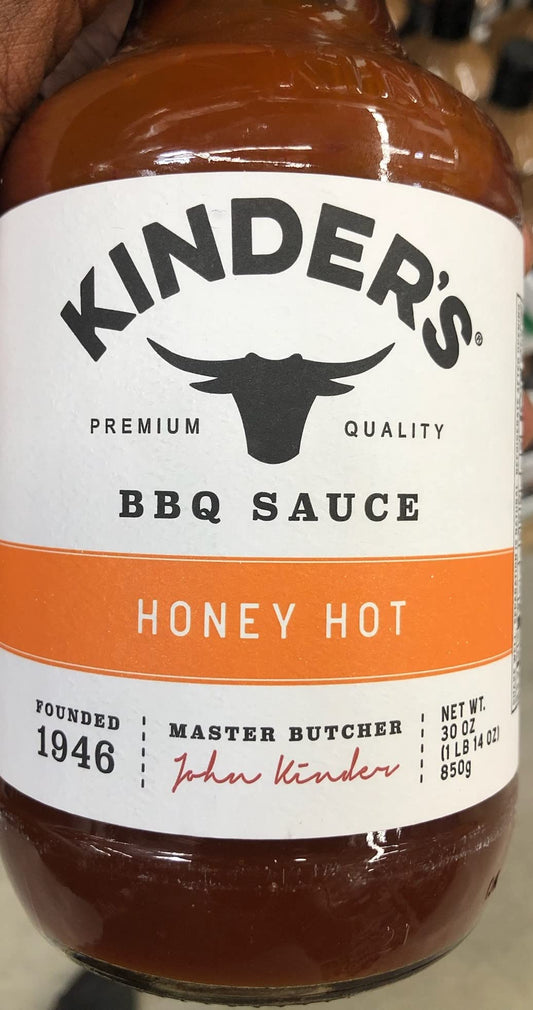 KINDER'S®
PREMIUM QUALITY
BBQ SAUCE
HONEY HOT
FOUNDED
1946
MASTER BUTCHER
John Kinder
NET WT.
30 OZ
(1 LB 14 OZ)
850g